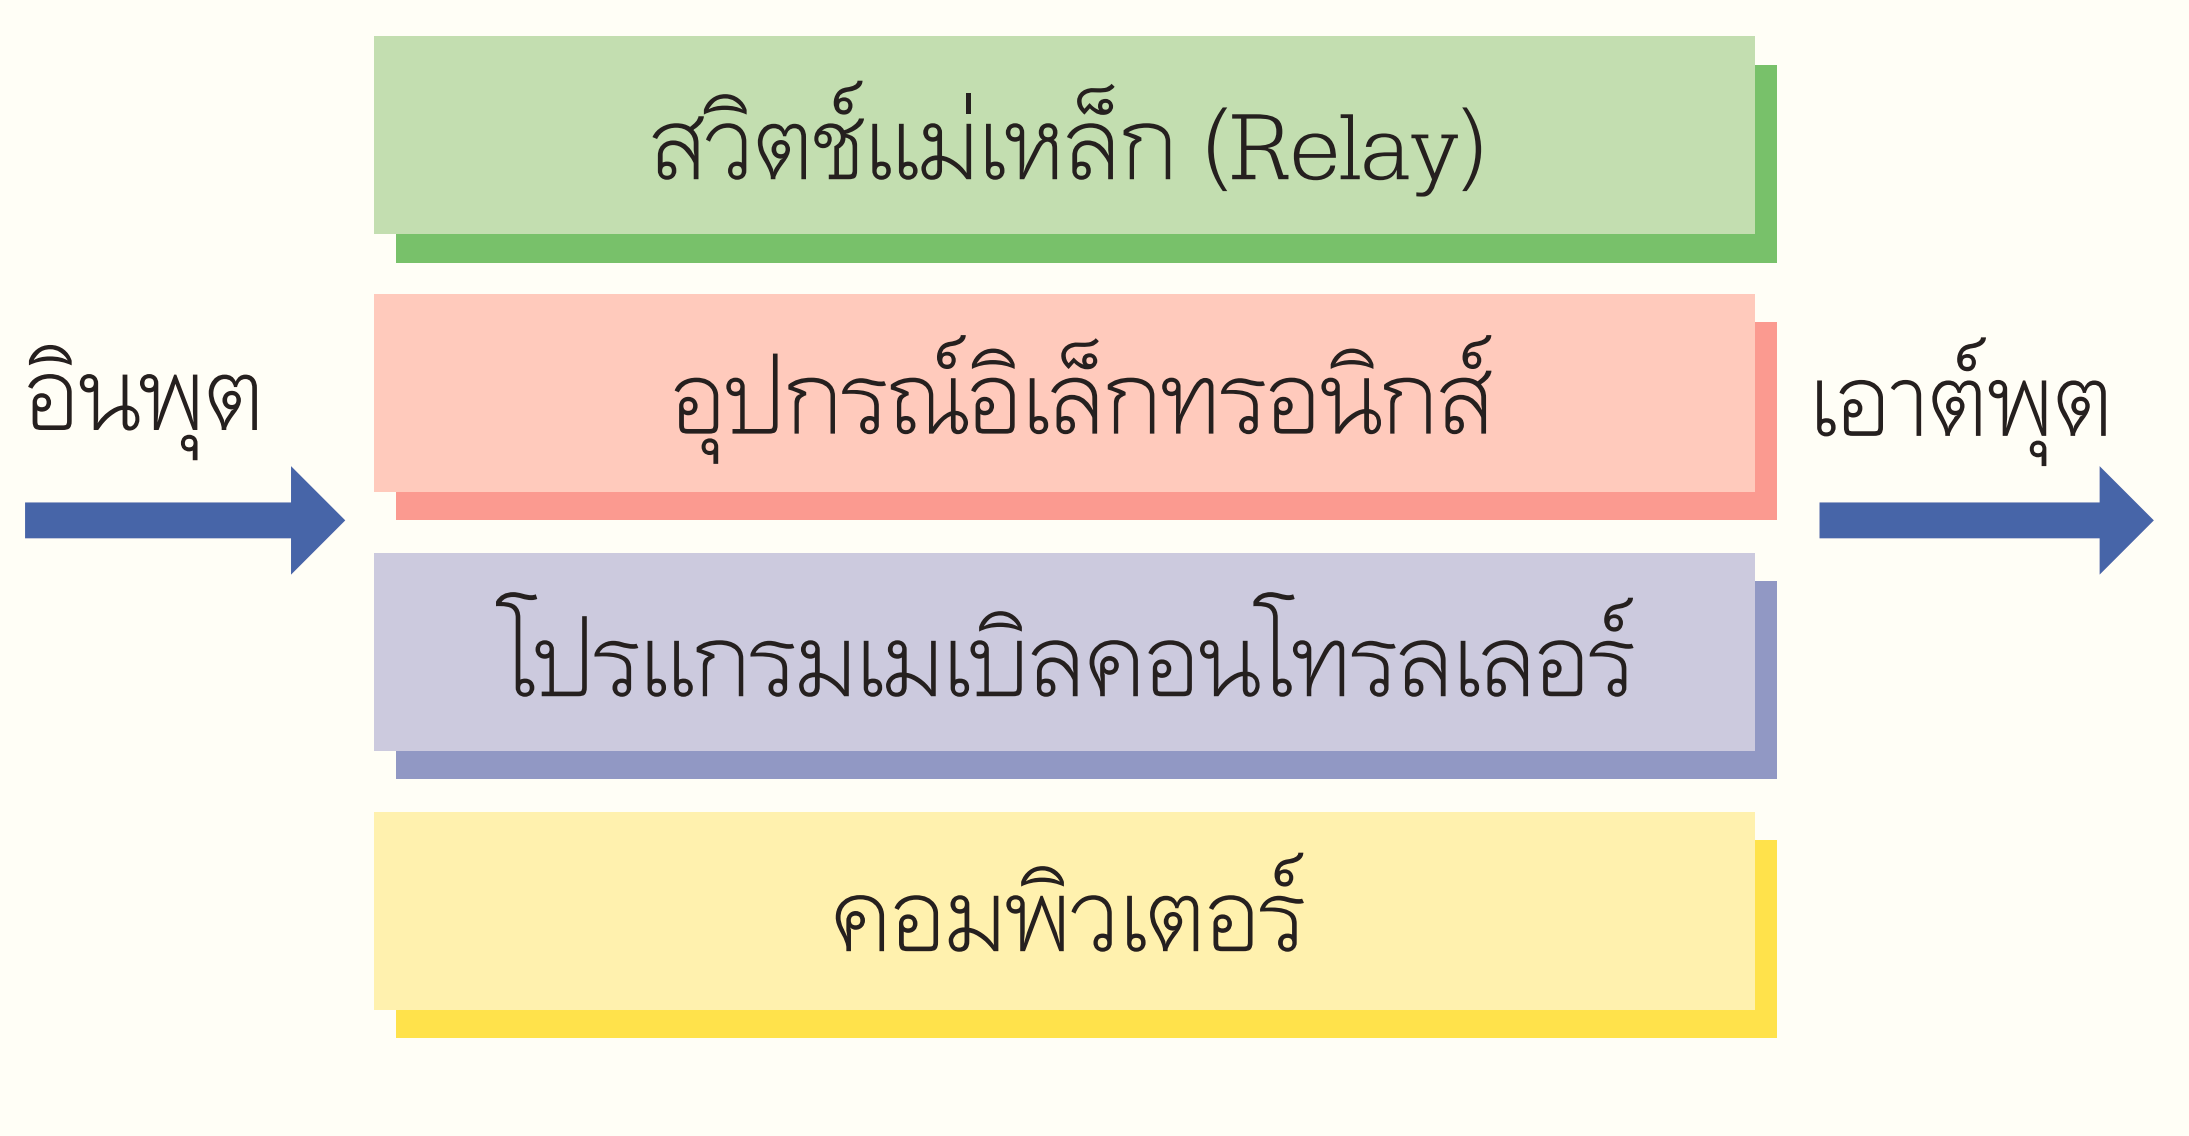 สวิตช์แม่เหล็ก (Relay)
อินพุต
อุปกรณ์อิเล็กทรอนิกส์
เอาต์พุต
โปรแกรมเมเบิลคอนโทรลเลอร์
คอมพิวเตอร์